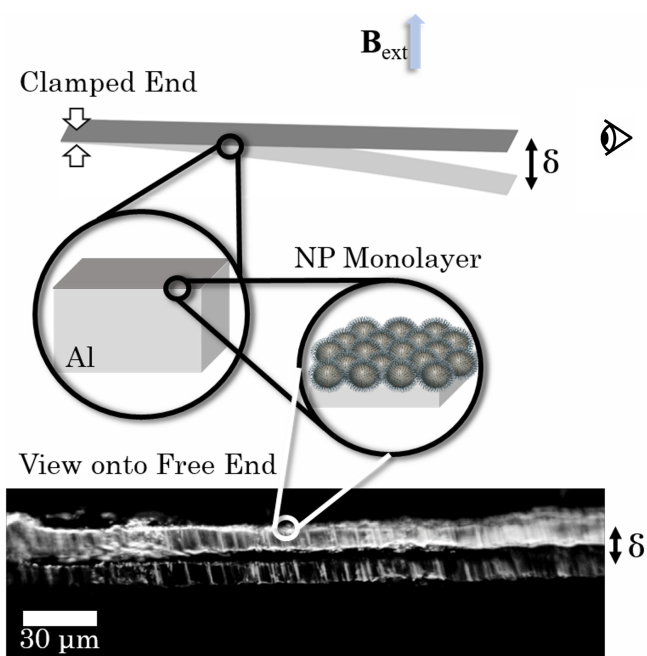 B_ext
Clamped End
δ
NP Monolayer
Al
View onto Free End
δ
30 μm